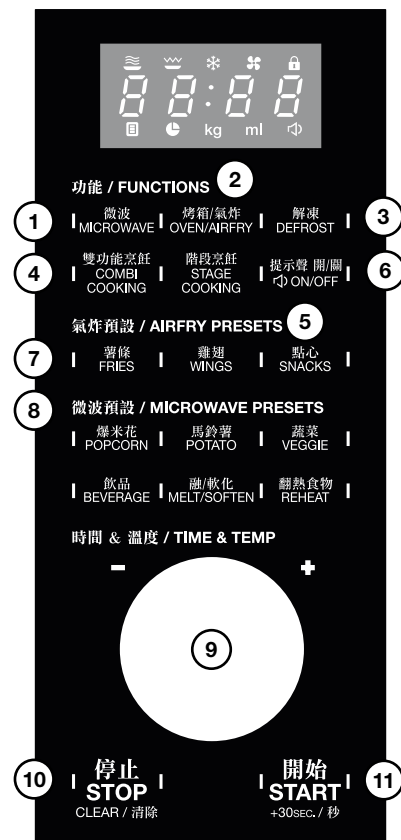 88:88
kg ml
功能 / FUNCTIONS 2
1 微波 烤箱/氣炸 解凍 3
MICROWAVE OVEN/AIRFRY DEFROST
4 雙功能烹飪 階段烹飪 提示聲 開/關 6
COMBI STAGE ON/OFF
COOKING COOKING
氣炸預設 / AIRFRY PRESETS 5
7 薯條 雞翅 點心
FRIES WINGS SNACKS
8 微波預設 / MICROWAVE PRESETS
爆米花 馬鈴薯 蔬菜
POPCORN POTATO VEGGIE
飲品 融/軟化 翻熱食物
BEVERAGE MELT/SOFTEN REHEAT
時間 & 溫度 / TIME & TEMP
- +
9
10 停止 開始 11
STOP START
CLEAR / 清除 +30SEC. / 秒